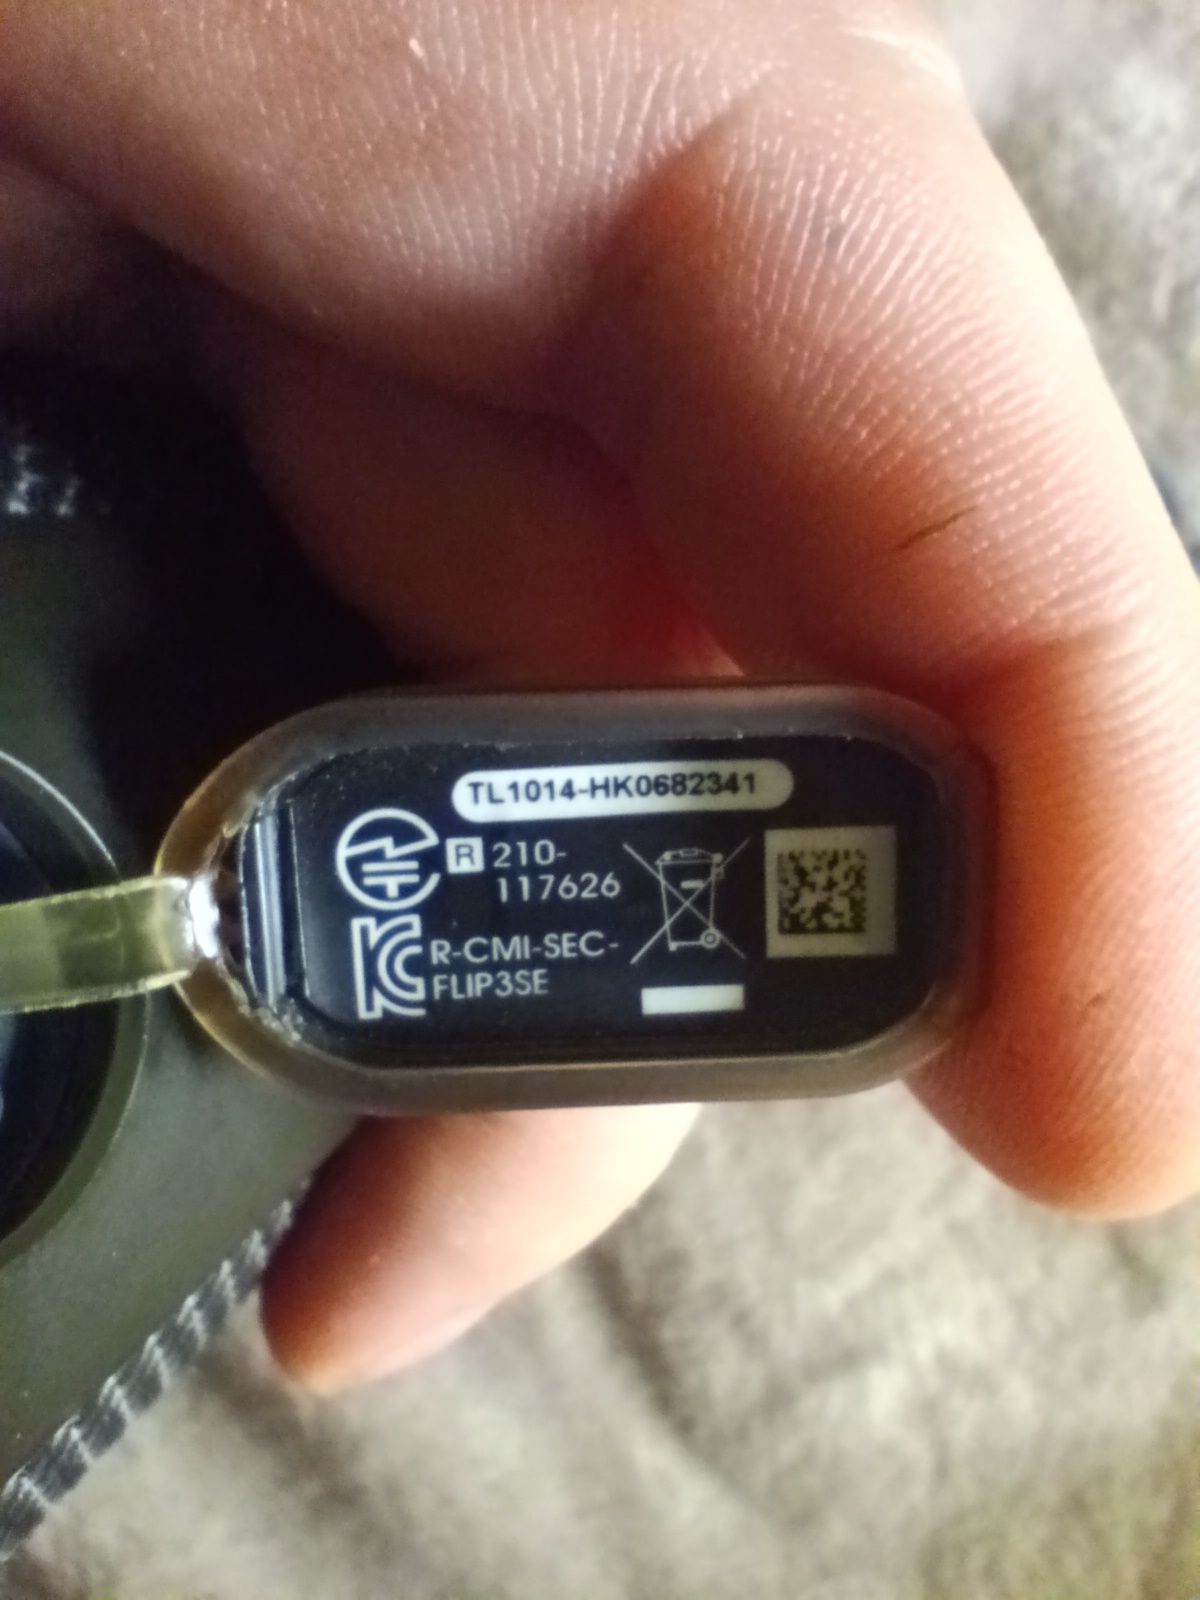 TL1014-HK0682341
R 210-
117626
R-CMI-SEC-
FLIP3SE